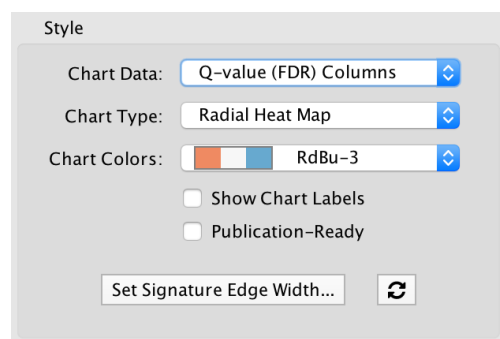 Style
Chart Data: Q-value (FDR) Columns
Chart Type: Radial Heat Map
Chart Colors: RdBu-3
Show Chart Labels
Publication-Ready
Set Signature Edge Width...